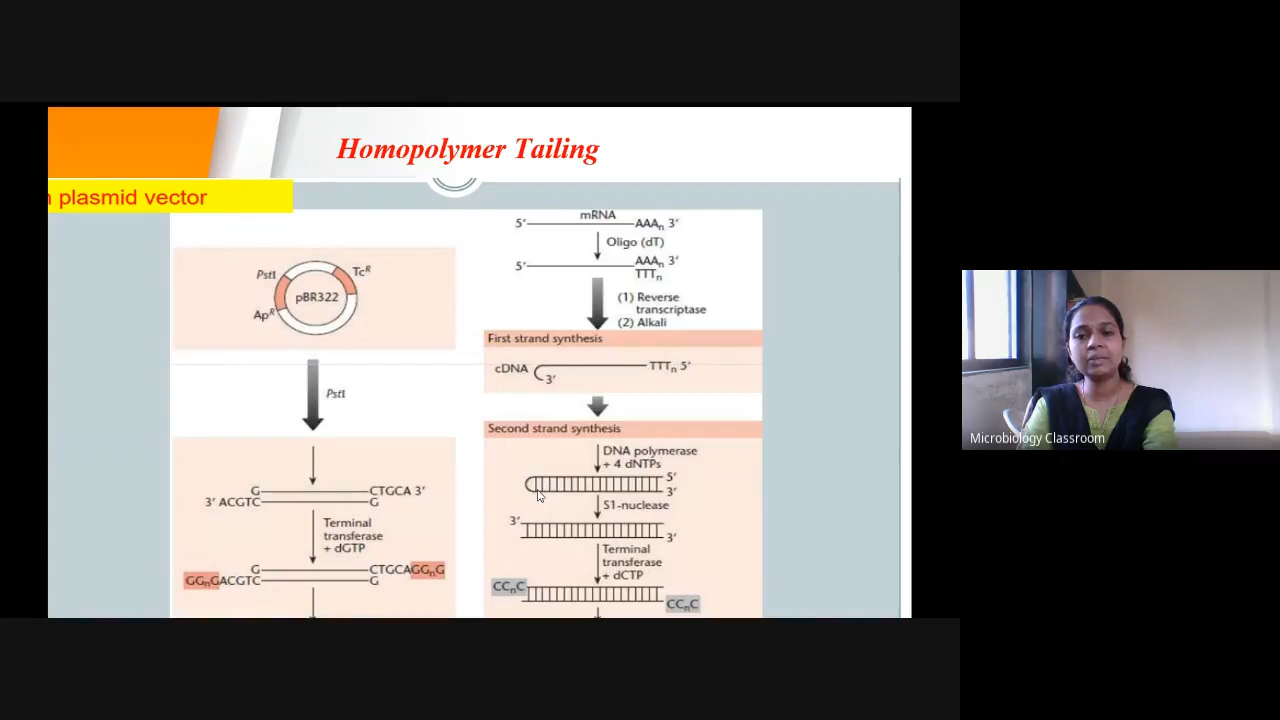 Homopolymer Tailing
plasmid vector
PstI
TcR
pBR322
ApR
PstI
G
CTGCA 3′
3′ ACGTC
G
Terminal
transferase
+ dGTP
G
CTGCAGGnG
GGnGACGTC
G
mRNA
5′
AAAn 3′
Oligo (dT)
5′
AAAn 3′
TTTn
(1) Reverse
transcriptase
(2) Alkali
First strand synthesis
cDNA
TTTn 5′
3′
Second strand synthesis
DNA polymerase
+ 4 dNTPs
5′
3′
S1-nuclease
3′
3′
Terminal
transferase
+ dCTP
CCnC
CCnC
Microbiology Classroom